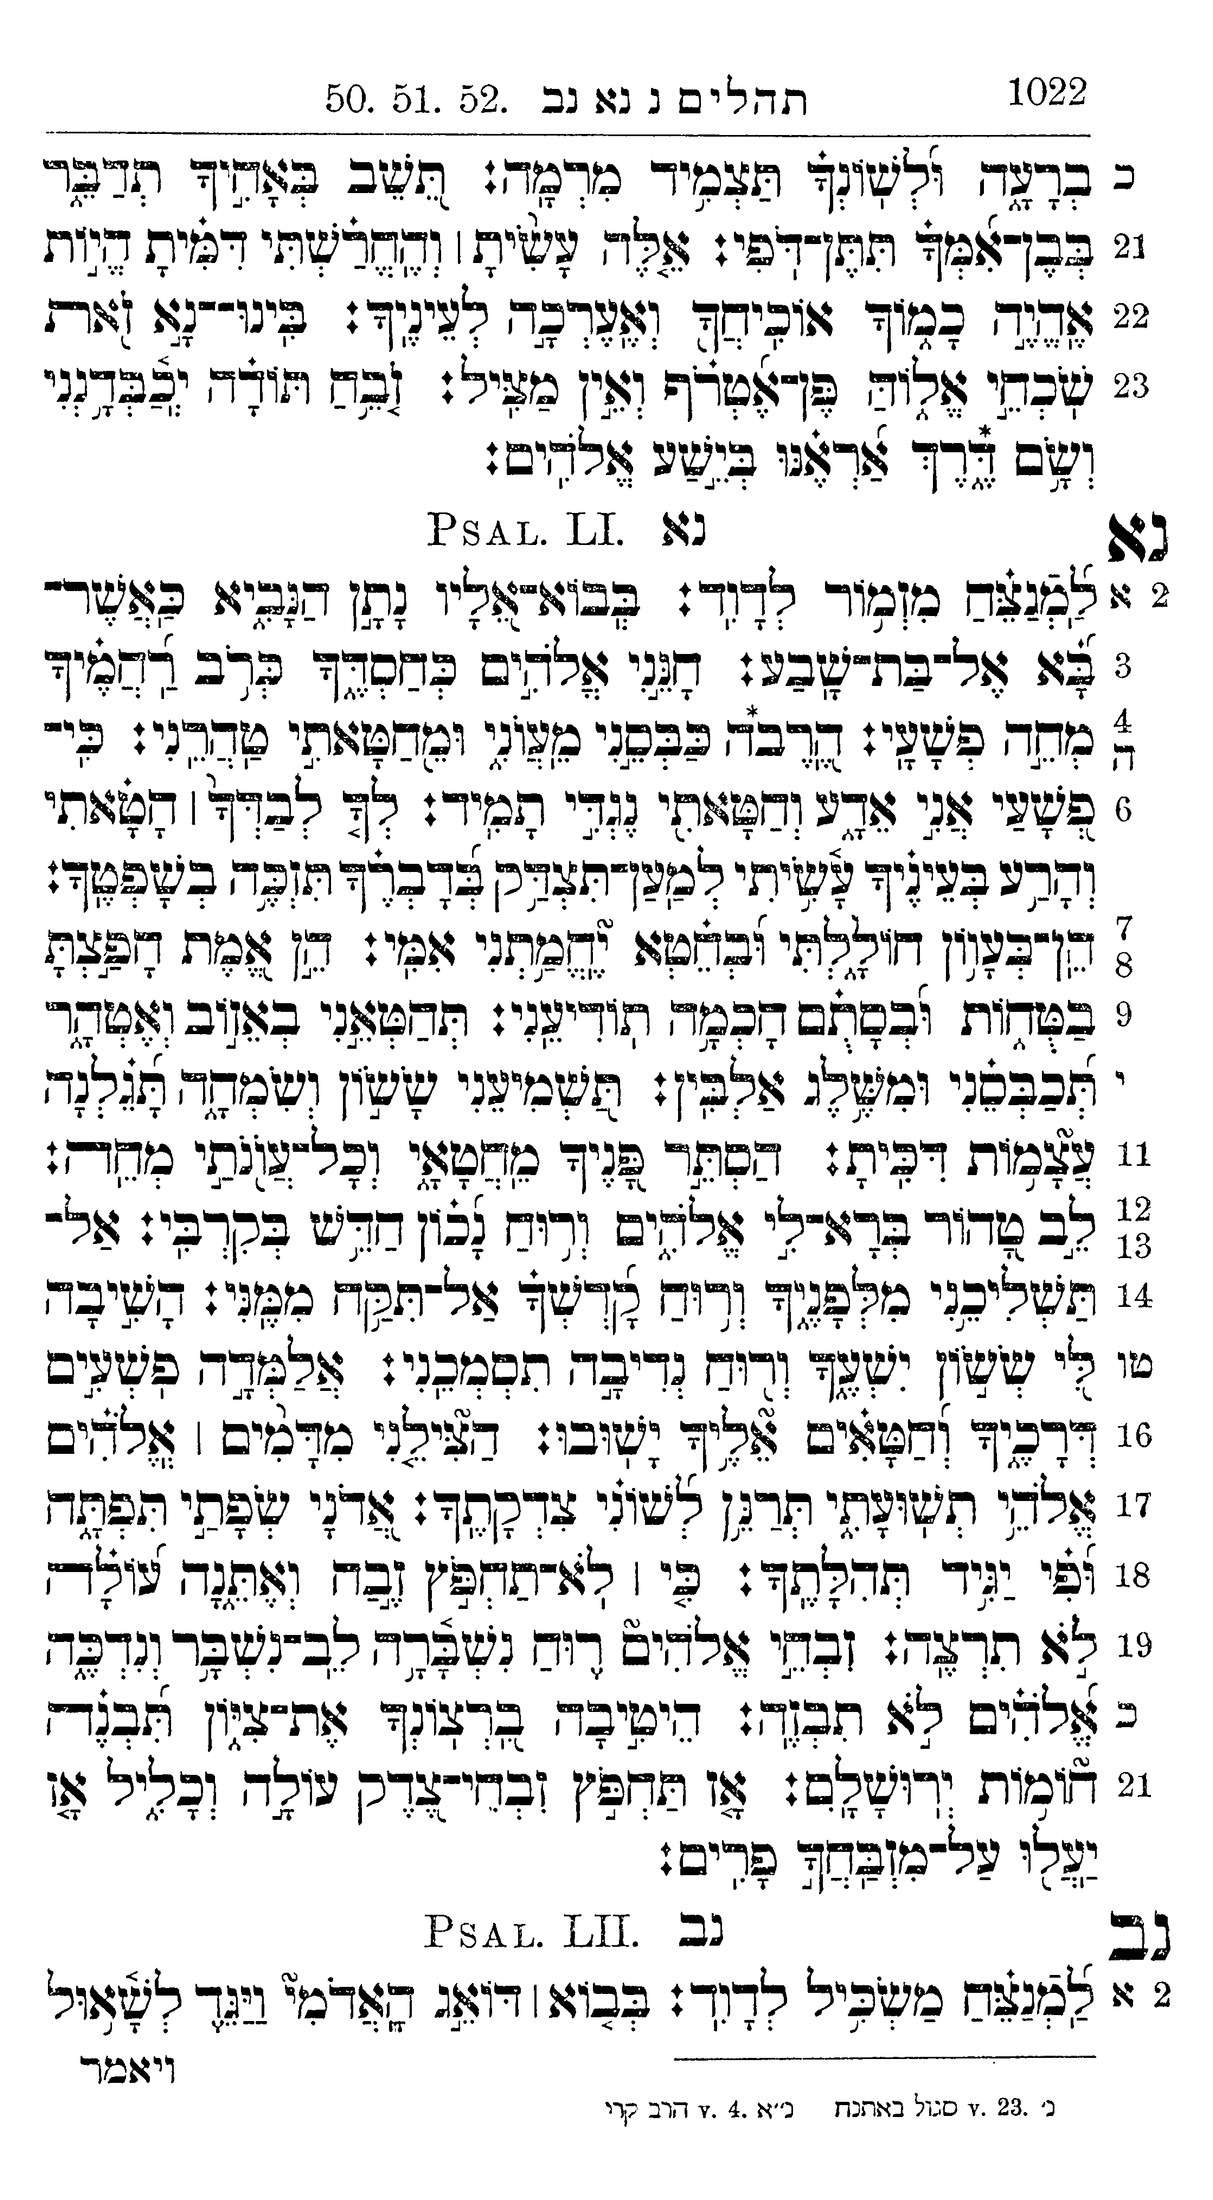 50. 51. 52. תהלים נ נא נב 1022
כ בְרָעָה וּלְשׁוֹנְךָ תַּצְמִיד מִרְמָה׃ תֵּשֵׁב בְּאָחִיךָ תְדַבֵּר
21 בְּבֶן־אִמְּךָ תִּתֶּן־דֹּפִי׃ אֵלֶּה עָשִׂיתָ ׀ וְהֶחֱרַשְׁתִּי דִּמִּיתָ הֱיוֹת
22 אֶהְיֶה כָמוֹךָ אוֹכִיחֲךָ וְאֶעֶרְכָה לְעֵינֶיךָ׃ בִּינוּ־נָא זֹאת
23 שֹׁכְחֵי אֱלוֹהַּ פֶּן־אֶטְרֹף וְאֵין מַצִּיל׃ זֹבֵחַ תּוֹדָה יְכַבְּדָנְנִי
וְשָׂם דֶּרֶךְ* אַרְאֶנּוּ בְּיֵשַׁע אֱלֹהִים׃
נא PSAL. LI. נא
2 א לַמְנַצֵּחַ מִזְמוֹר לְדָוִד׃ בְּבוֹא־אֵלָיו נָתָן הַנָּבִיא כַּאֲשֶׁר־
3 בָּא אֶל־בַּת־שָׁבַע׃ חָנֵּנִי אֱלֹהִים כְּחַסְדֶּךָ כְּרֹב רַחֲמֶיךָ
4 ה מְחֵה פְשָׁעָי׃ הַרְבֵה* כַּבְּסֵנִי מֵעֲוֹנִי וּמֵחַטָּאתִי טַהֲרֵנִי׃ כִּי־
6 פְשָׁעַי אֲנִי אֵדָע וְחַטָּאתִי נֶגְדִּי תָמִיד׃ לְךָ לְבַדְּךָ ׀ חָטָאתִי
וְהָרַע בְּעֵינֶיךָ עָשִׂיתִי לְמַעַן־תִּצְדַּק בְּדָבְרֶךָ תִּזְכֶּה בְשָׁפְטֶךָ׃
7 8 הֵן־בְּעָווֹן חוֹלָלְתִּי וּבְחֵטְא יֶחֱמַתְנִי אִמִּי׃ הֵן אֱמֶת חָפַצְתָּ
9 בַטֻּחוֹת וּבְסָתֻם חָכְמָה תוֹדִיעֵנִי׃ תְּחַטְּאֵנִי בְאֵזוֹב וְאֶטְהָר
י תְּכַבְּסֵנִי וּמִשֶּׁלֶג אַלְבִּין׃ תַּשְׁמִיעֵנִי שָׂשׂוֹן וְשִׂמְחָה תָּגֵלְנָה
11 עֲצָמוֹת דִּכִּיתָ׃ הַסְתֵּר פָּנֶיךָ מֵחֲטָאָי וְכָל־עֲוֹנֹתַי מְחֵה׃
12 13 לֵב טָהוֹר בְּרָא־לִי אֱלֹהִים וְרוּחַ נָכוֹן חַדֵּשׁ בְּקִרְבִּי׃ אַל־
14 תַּשְׁלִיכֵנִי מִלְּפָנֶיךָ וְרוּחַ קָדְשְׁךָ אַל־תִּקַּח מִמֶּנִּי׃ הָשִׁיבָה
טו לִּי שְׂשׂוֹן יִשְׁעֶךָ וְרוּחַ נְדִיבָה תִסְמְכֵנִי׃ אֲלַמְּדָה פֹשְׁעִים
16 דְּרָכֶיךָ וְחַטָּאִים אֵלֶיךָ יָשׁוּבוּ׃ הַצִּילֵנִי מִדָּמִים ׀ אֱלֹהִים
17 אֱלֹהֵי תְשׁוּעָתִי תְּרַנֵּן לְשׁוֹנִי צִדְקָתֶךָ׃ אֲדֹנָי שְׂפָתַי תִּפְתָּח
18 וּפִי יַגִּיד תְּהִלָּתֶךָ׃ כִּי ׀ לֹא־תַחְפֹּץ זֶבַח וְאֶתֵּנָה עוֹלָה
19 לֹא תִרְצֶה׃ זִבְחֵי אֱלֹהִים רוּחַ נִשְׁבָּרָה לֵב־נִשְׁבָּר וְנִדְכֶּה
כ אֱלֹהִים לֹא תִבְזֶה׃ הֵיטִיבָה בִרְצוֹנְךָ אֶת־צִיּוֹן תִּבְנֶה
21 חוֹמוֹת יְרוּשָׁלִָם׃ אָז תַּחְפֹּץ זִבְחֵי־צֶדֶק עוֹלָה וְכָלִיל אָז
יַעֲלוּ עַל־מִזְבַּחֲךָ פָרִים׃
נב PSAL. LII. נב
2 א לַמְנַצֵּחַ מַשְׂכִּיל לְדָוִד׃ בְּבוֹא ׀ דּוֹאֵג הָאֲדֹמִי וַיַּגֵּד לְשָׁאוּל
ויאמר
v. 23. סגול באתנח נ״א v. 4. הרב קרי